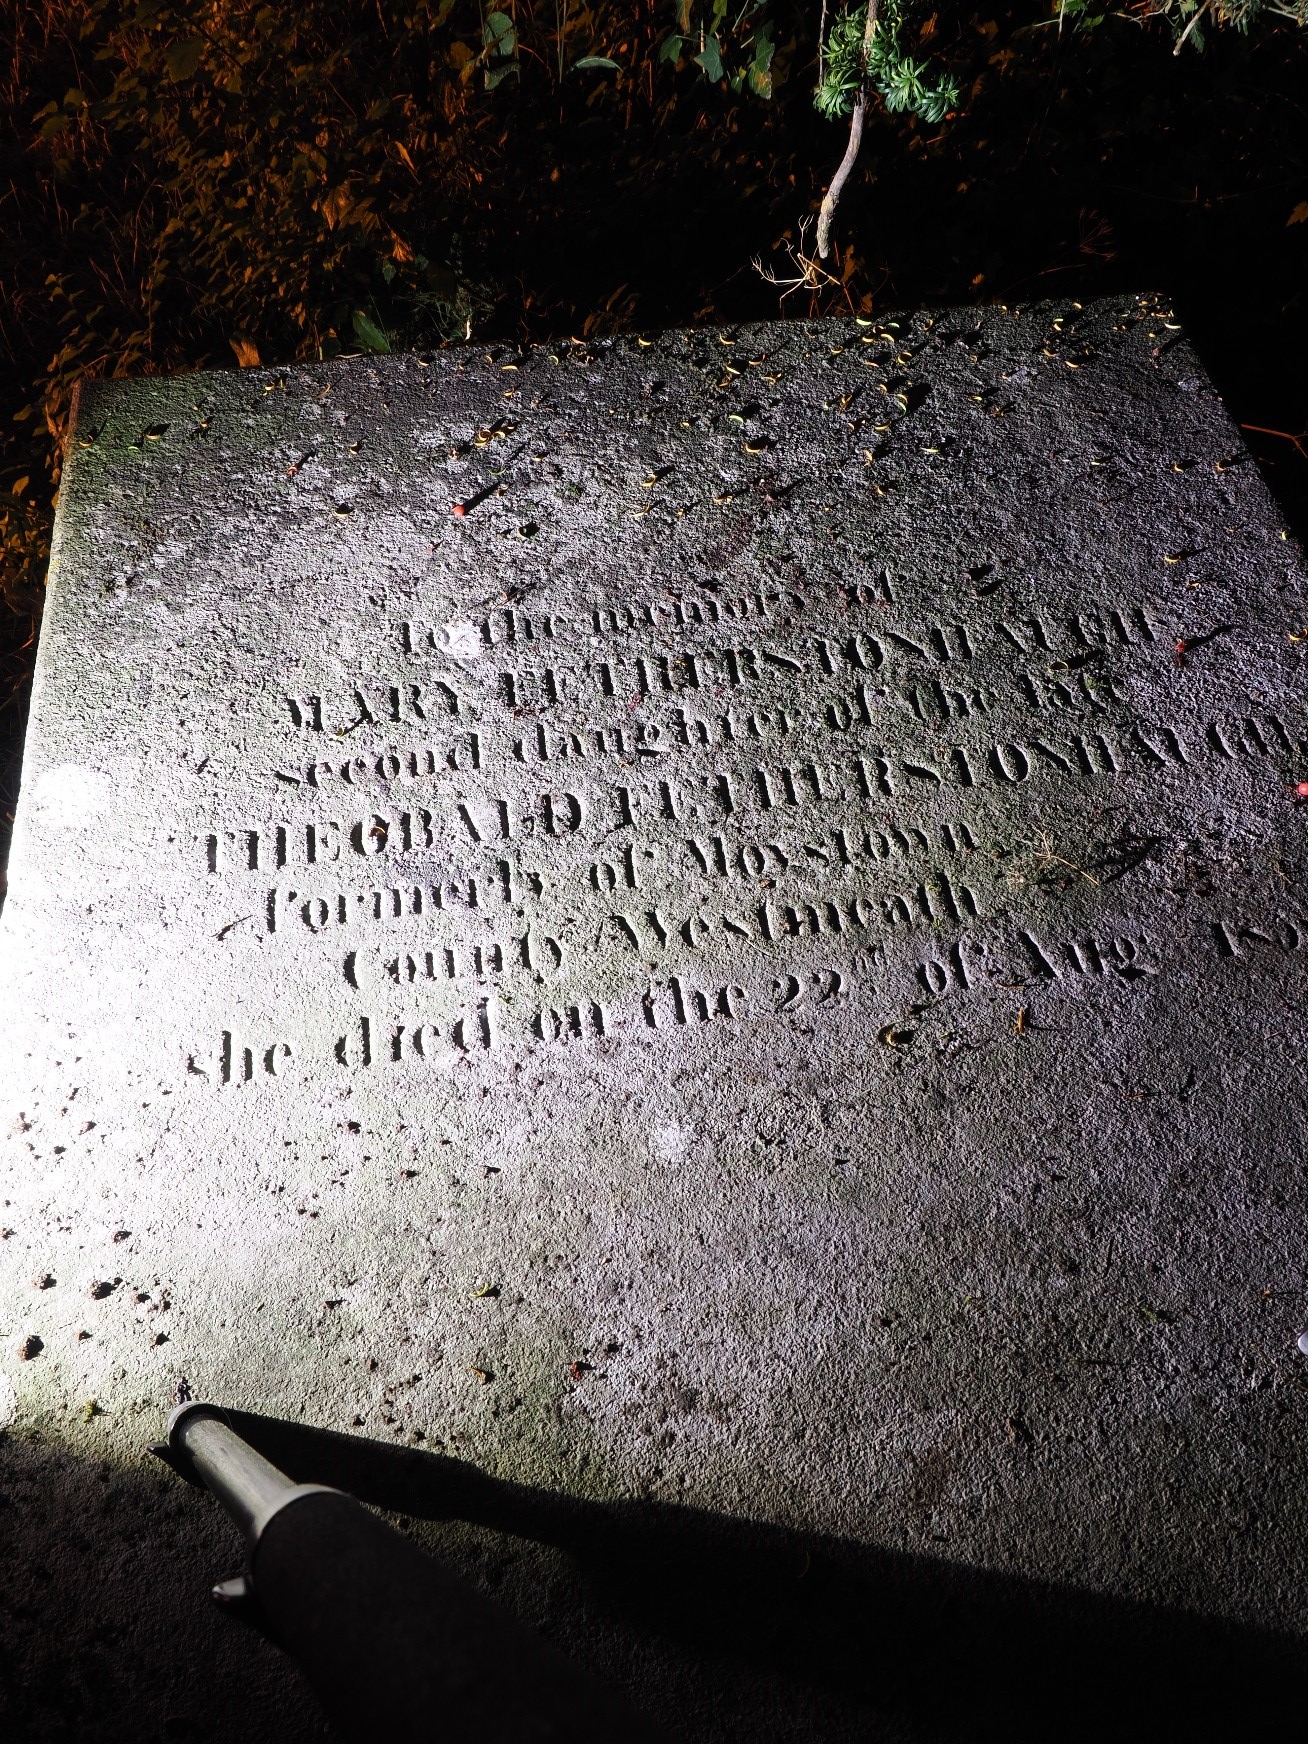 To the memory of
MARY FETHERSTONHAUGH
second daughter of the late
THEOBALD FETHERSTONHAUGH
Formerly of Moystown
County Westmeath
she died on the 22nd of Aug: